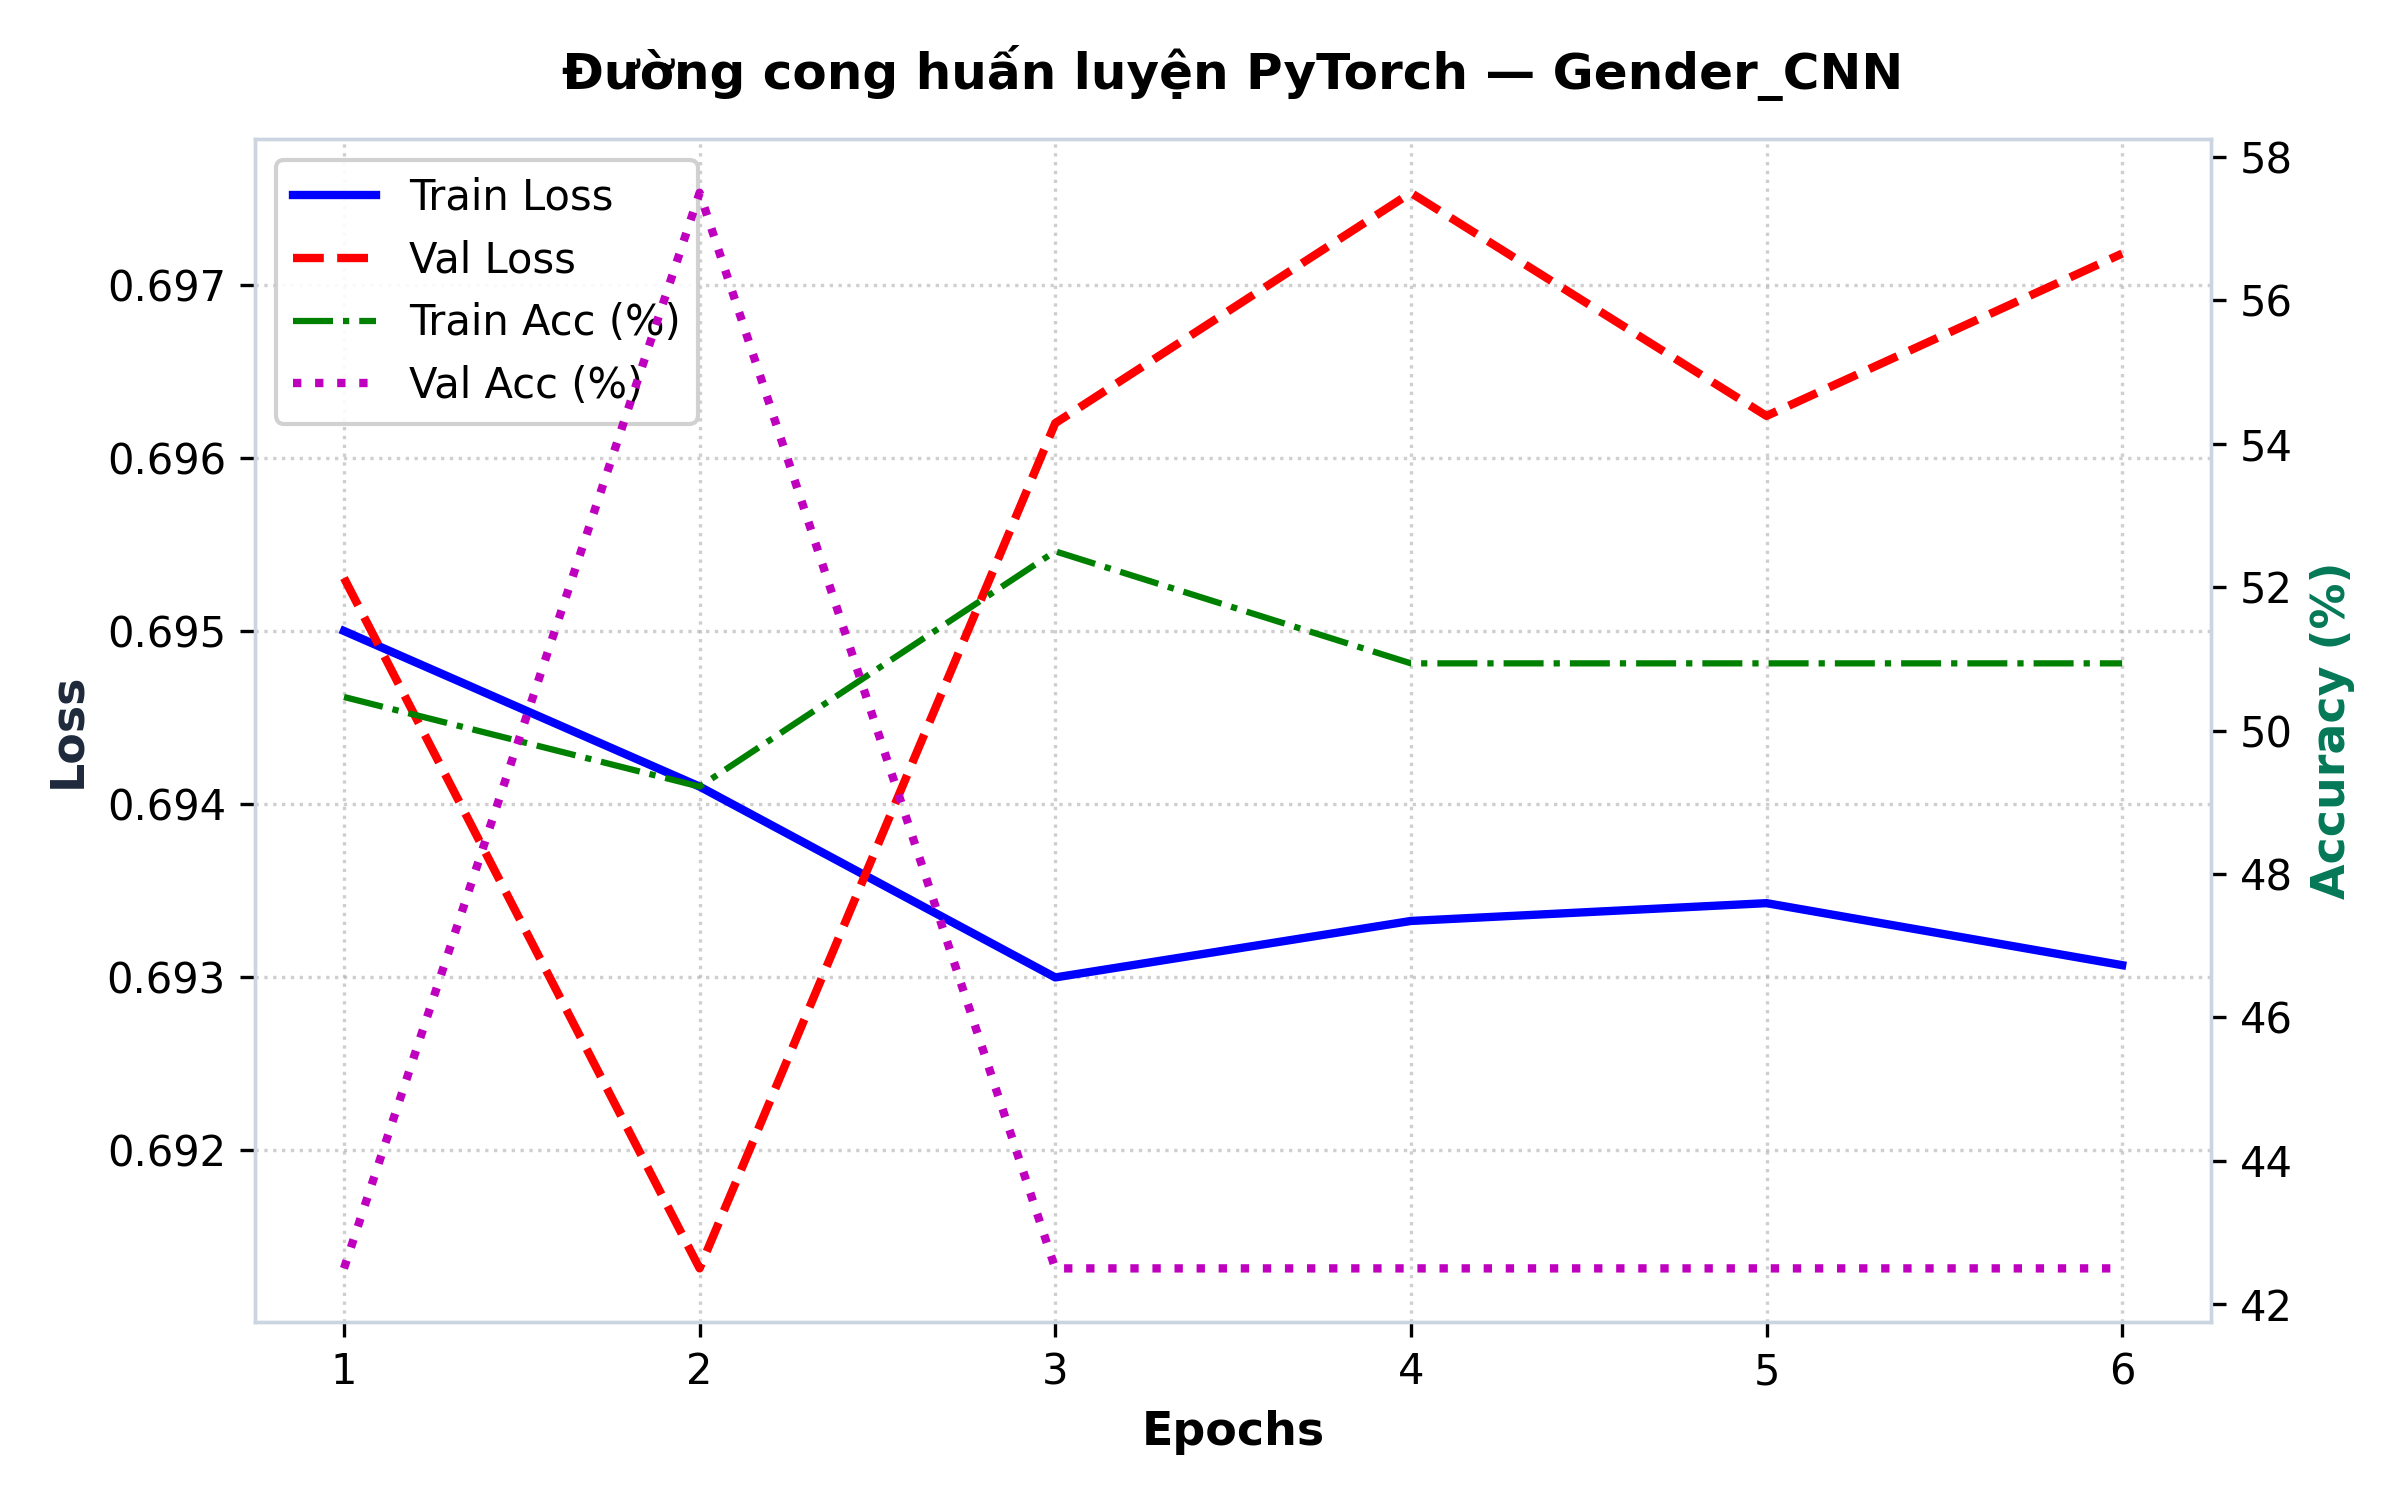 Đường cong huấn luyện PyTorch — Gender_CNN
Train Loss
Val Loss
Train Acc (%)
Val Acc (%)
Loss
0.697
0.696
0.695
0.694
0.693
0.692
58
56
54
52
50
48
46
44
42
Accuracy (%)
1 2 3 4 5 6
Epochs